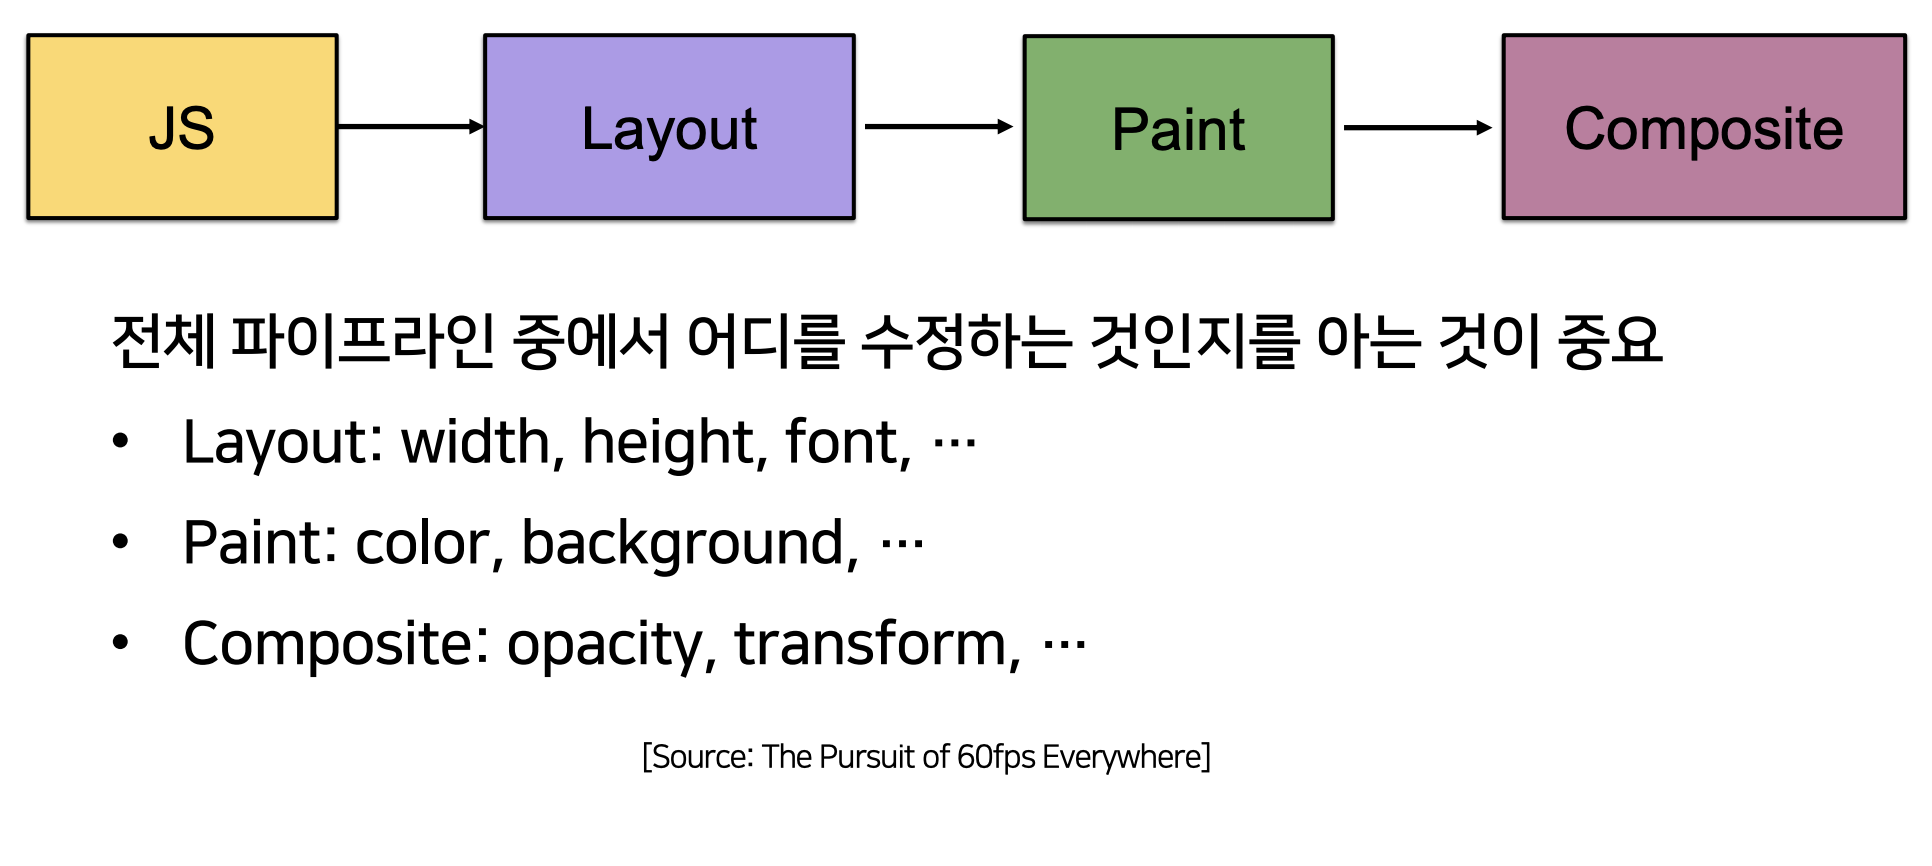 JS
Layout
Paint
Composite
전체 파이프라인 중에서 어디를 수정하는 것인지를 아는 것이 중요
• Layout: width, height, font, ⋯
• Paint: color, background, ⋯
• Composite: opacity, transform, ⋯
[Source: The Pursuit of 60fps Everywhere]